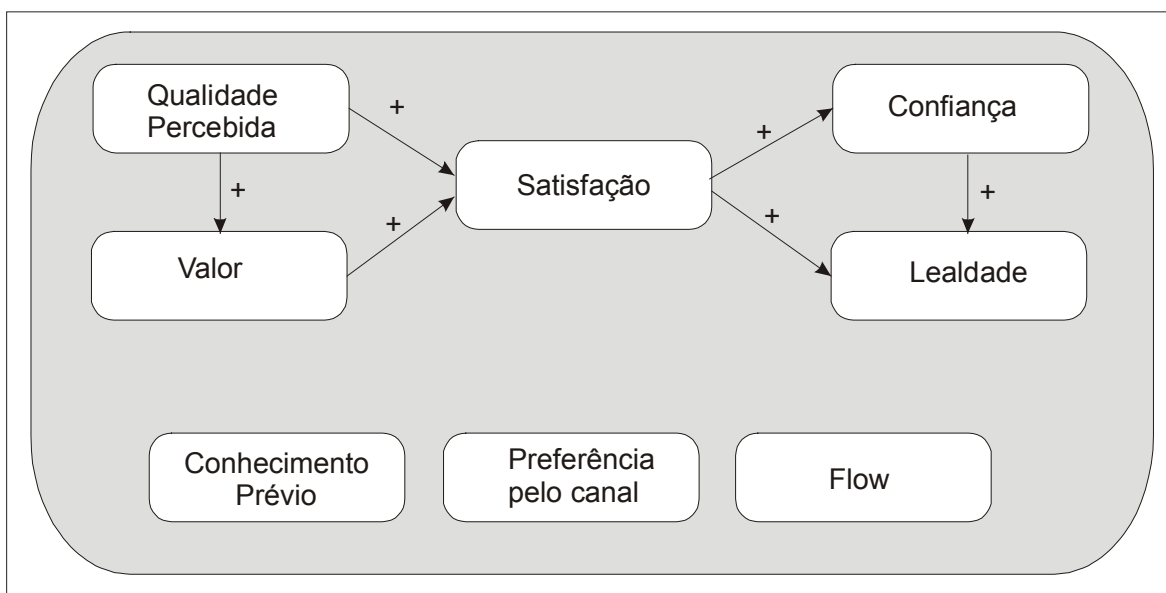 Qualidade
Percebida
+
Confiança
+
+
Satisfação
+
+
+
Valor
Lealdade
Conhecimento
Prévio
Preferência
pelo canal
Flow